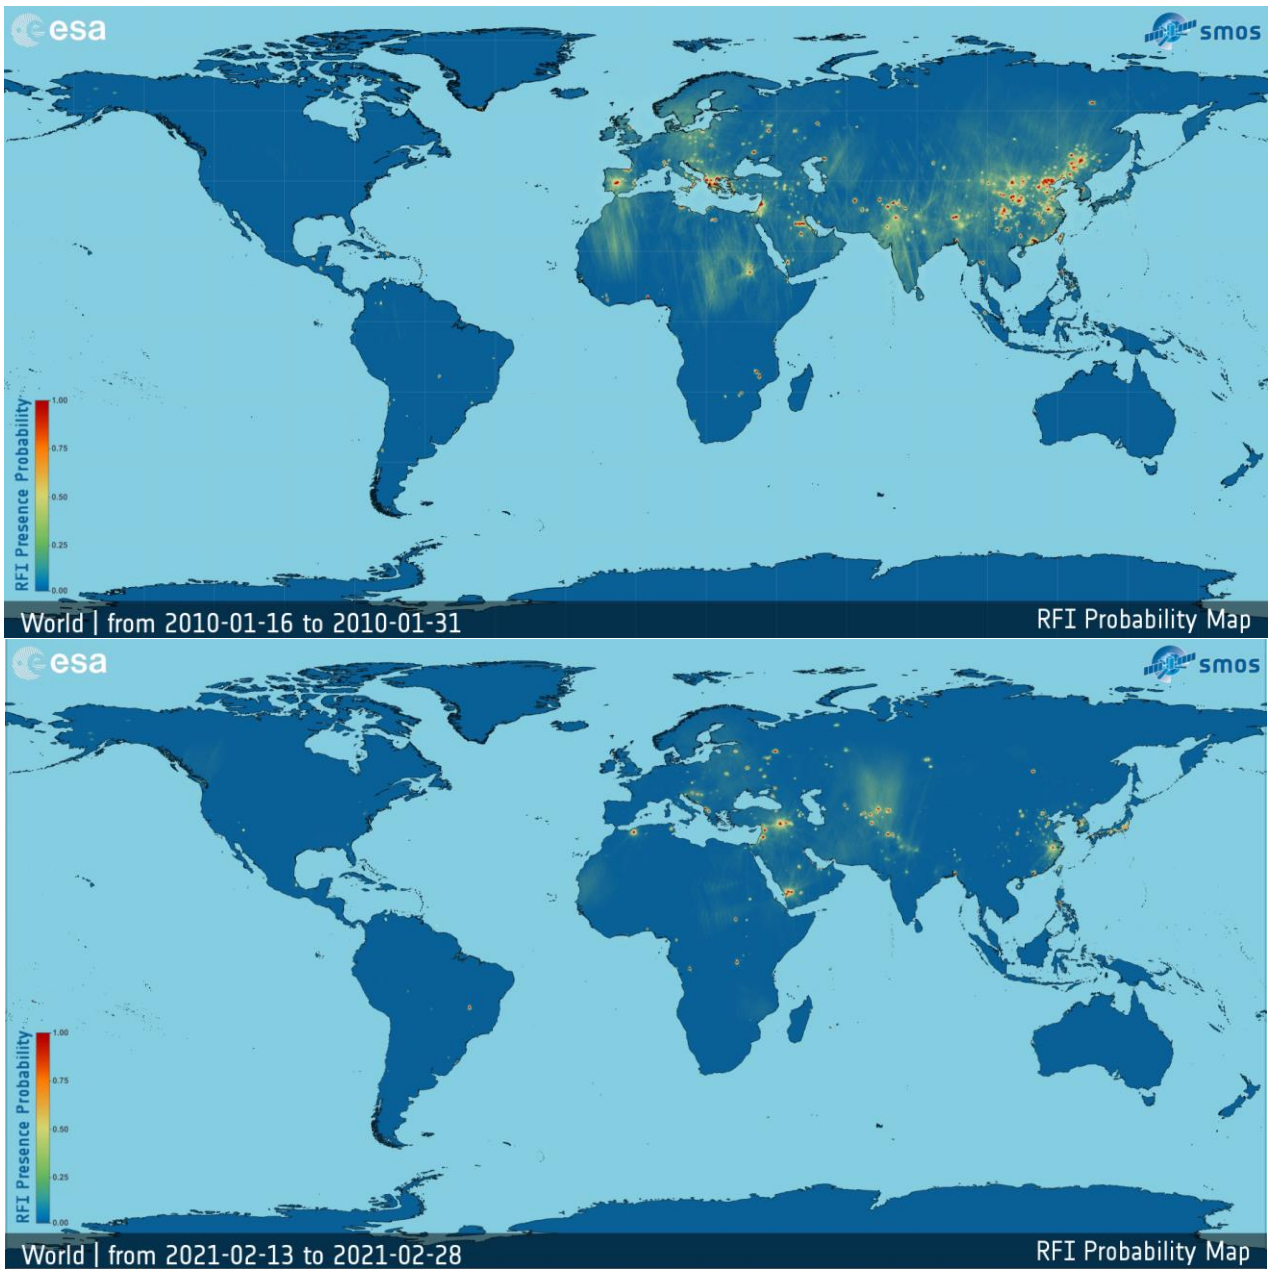 esa
smos
RFI Presence Probability
1.00
0.75
0.50
0.25
0.00
World | from 2010-01-16 to 2010-01-31
RFI Probability Map
esa
smos
RFI Presence Probability
1.00
0.75
0.50
0.25
0.00
World | from 2021-02-13 to 2021-02-28
RFI Probability Map